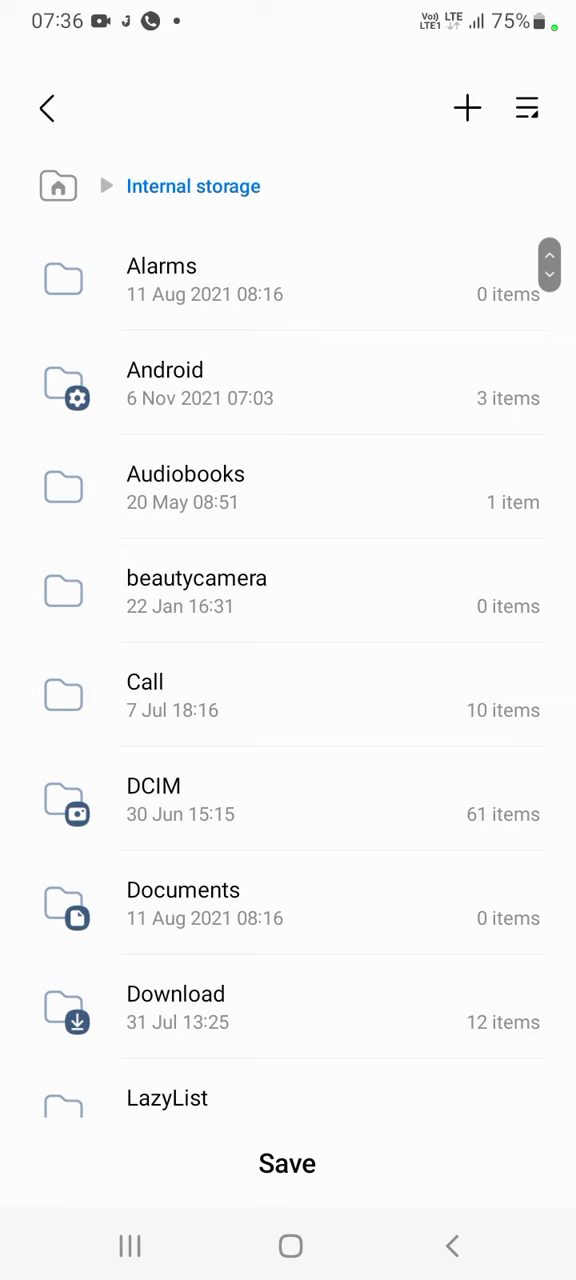 07:36 Vo)) LTE1 LTE 75%
Internal storage
Alarms
11 Aug 2021 08:16 0 items
Android
6 Nov 2021 07:03 3 items
Audiobooks
20 May 08:51 1 item
beautycamera
22 Jan 16:31 0 items
Call
7 Jul 18:16 10 items
DCIM
30 Jun 15:15 61 items
Documents
11 Aug 2021 08:16 0 items
Download
31 Jul 13:25 12 items
LazyList
Save